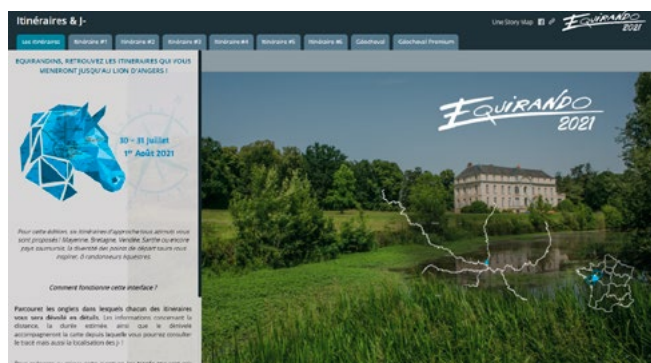 Itinéraires & J-
Une Story Map
EQUIRANDO
2021
Les itinéraires
Itinéraire #1
Itinéraire #2
Itinéraire #3
Itinéraire #4
Itinéraire #5
Itinéraire #6
Géocheval
Géocheval Premium
EQUIRANDINS, RETROUVEZ LES ITINERAIRES QUI VOUS
MENERONT JUSQU'AU LION D'ANGERS !
30 - 31 Juillet
1er Août 2021
EQUIRANDO
2021
Pour cette édition, six itinéraires d'approche tous azimuts vous
sont proposés ! Mayenne, Bretagne, Vendée, Sarthe ou encore
pays saumurois, la diversité des points de départ saura vous
inspirer, ô randonneurs équestres.
Comment fonctionne cette interface ?
Parcourez les onglets dans lesquels chacun des itinéraires
vous sera dévoilé en détails. Les informations concernant la
distance, la durée estimée ainsi que le dénivelé
accompagneront la carte depuis laquelle vous pourrez consulter
le tracé mais aussi la localisation des J- !